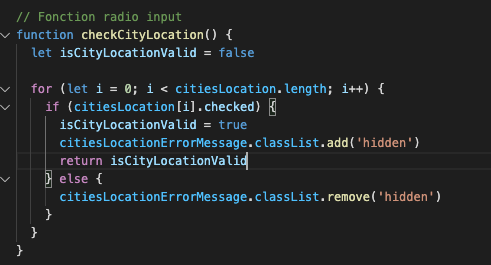 // Fonction radio input
function checkCityLocation() {
let isCityLocationValid = false
for (let i = 0; i < citiesLocation.length; i++) {
if (citiesLocation[i].checked) {
isCityLocationValid = true
citiesLocationErrorMessage.classList.add('hidden')
return isCityLocationValid
} else {
citiesLocationErrorMessage.classList.remove('hidden')
}
}
}